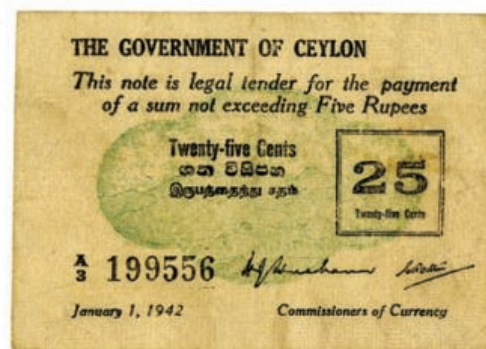 THE GOVERNMENT OF CEYLON
This note is legal tender for the payment
of a sum not exceeding Five Rupees
Twenty-five Cents
ශත විසිපහ
இருபத்தைந்து சதம்
25
Twenty-five Cents
A/3 199556
January 1, 1942 Commissioners of Currency